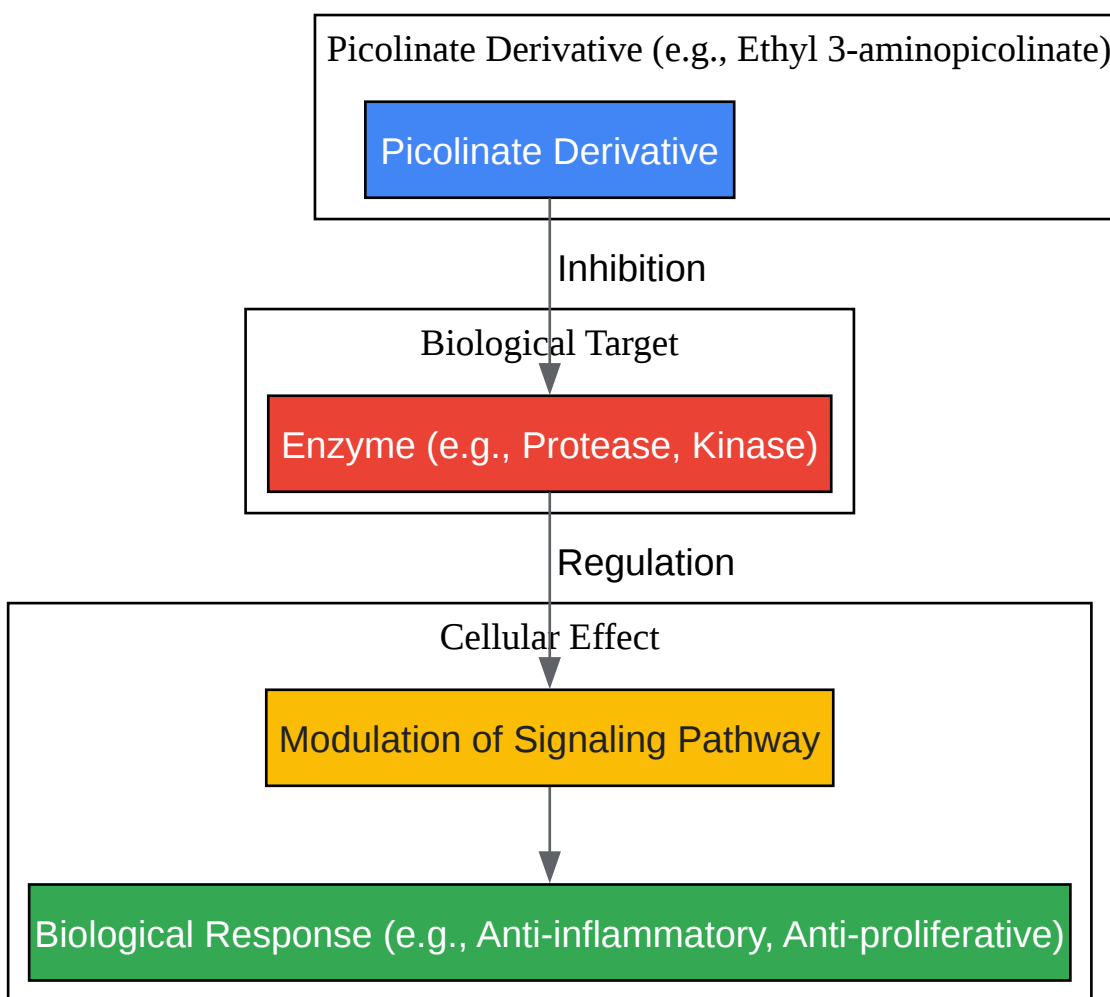 Picolinate Derivative (e.g., Ethyl 3-aminopicolinate)
Picolinate Derivative
Inhibition
Biological Target
Enzyme (e.g., Protease, Kinase)
Regulation
Cellular Effect
Modulation of Signaling Pathway
Biological Response (e.g., Anti-inflammatory, Anti-proliferative)